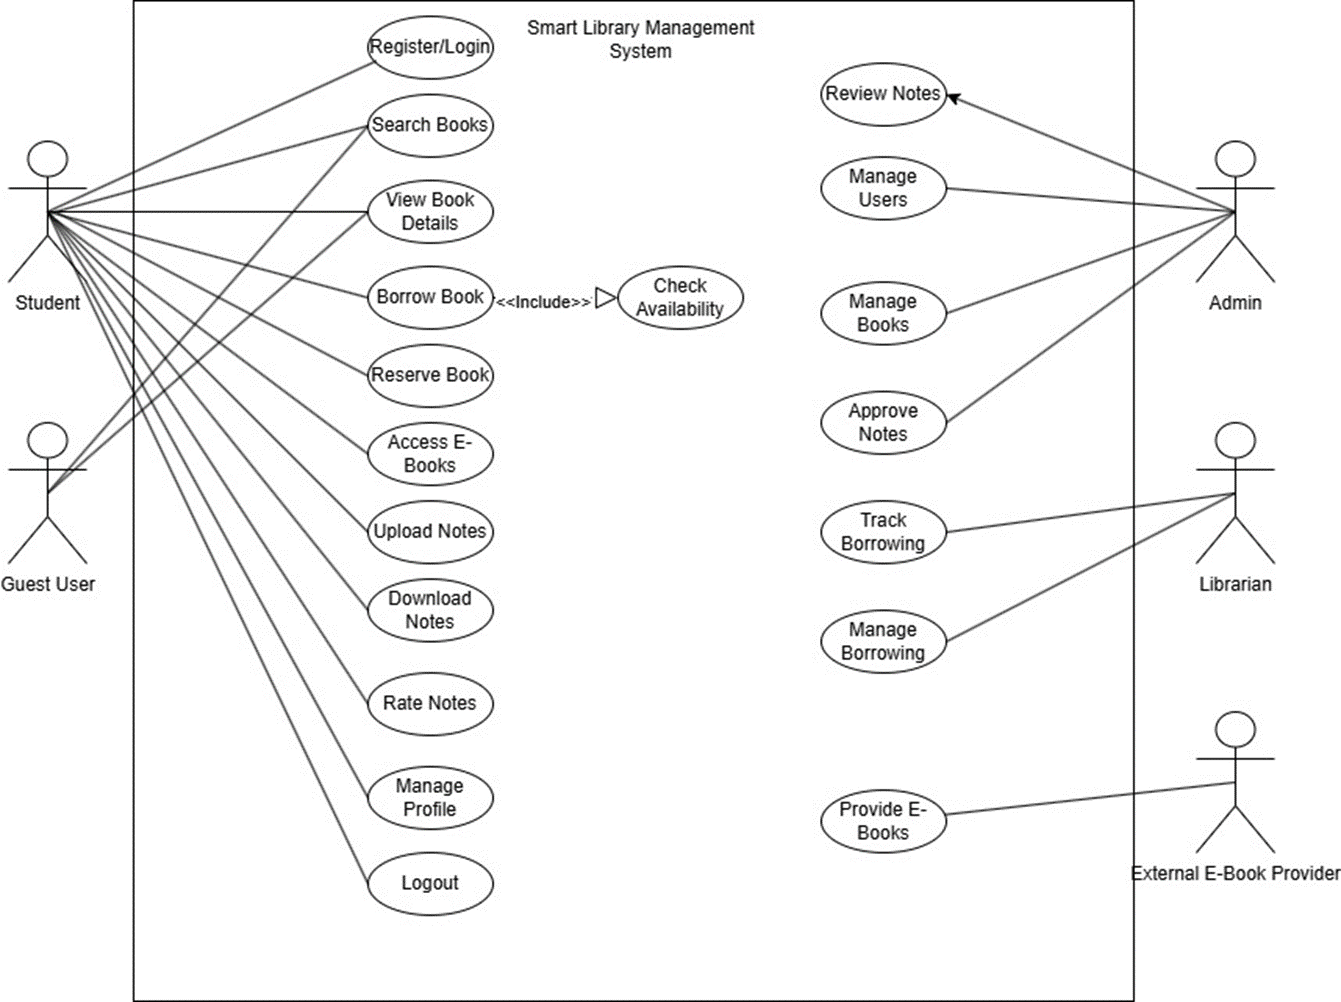 Smart Library Management
System
Register/Login
Search Books
View Book
Details
Borrow Book
<<Include>>
Check
Availability
Reserve Book
Access E-
Books
Upload Notes
Download
Notes
Rate Notes
Manage
Profile
Logout
Student
Guest User
Review Notes
Manage
Users
Manage
Books
Approve
Notes
Track
Borrowing
Manage
Borrowing
Provide E-
Books
Admin
Librarian
External E-Book Provider